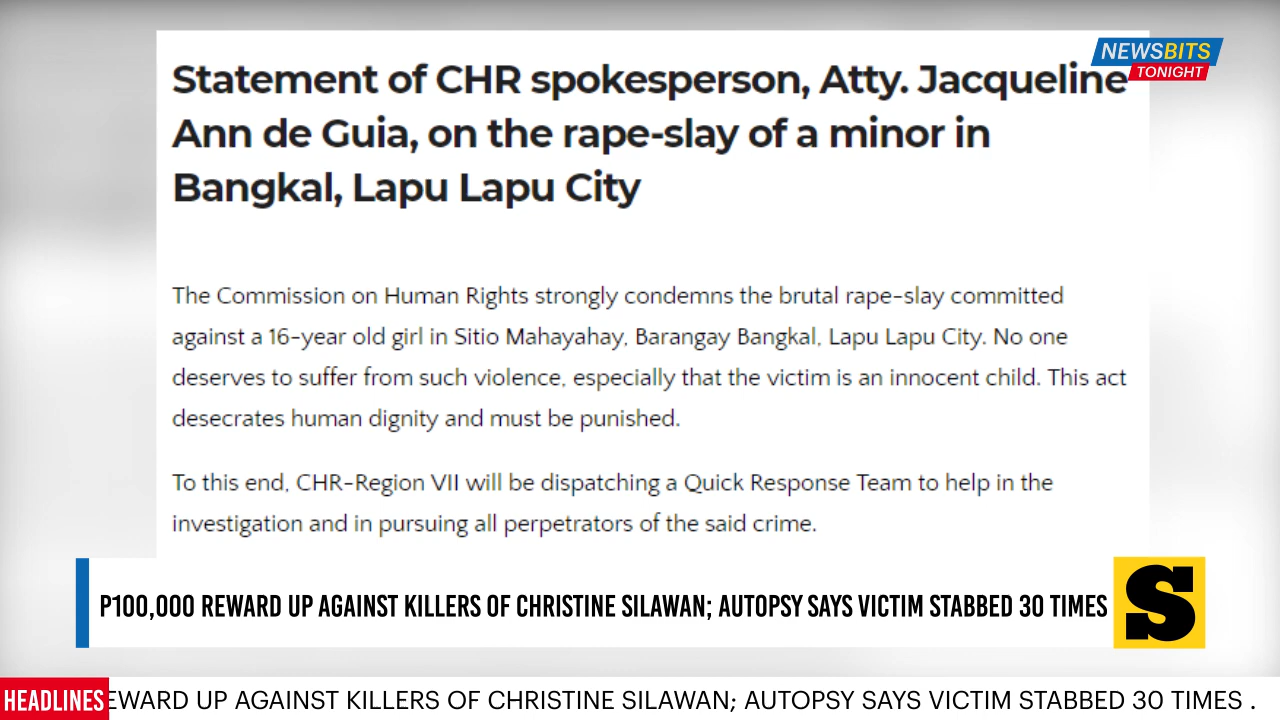 NEWSBITS
TONIGHT
Statement of CHR spokesperson, Atty. Jacqueline
Ann de Guia, on the rape-slay of a minor in
Bangkal, Lapu Lapu City
The Commission on Human Rights strongly condemns the brutal rape-slay committed
against a 16-year old girl in Sitio Mahayahay, Barangay Bangkal, Lapu Lapu City. No one
deserves to suffer from such violence, especially that the victim is an innocent child. This act
desecrates human dignity and must be punished.
To this end, CHR-Region VII will be dispatching a Quick Response Team to help in the
investigation and in pursuing all perpetrators of the said crime.
P100,000 REWARD UP AGAINST KILLERS OF CHRISTINE SILAWAN; AUTOPSY SAYS VICTIM STABBED 30 TIMES
S
HEADLINES EWARD UP AGAINST KILLERS OF CHRISTINE SILAWAN; AUTOPSY SAYS VICTIM STABBED 30 TIMES .